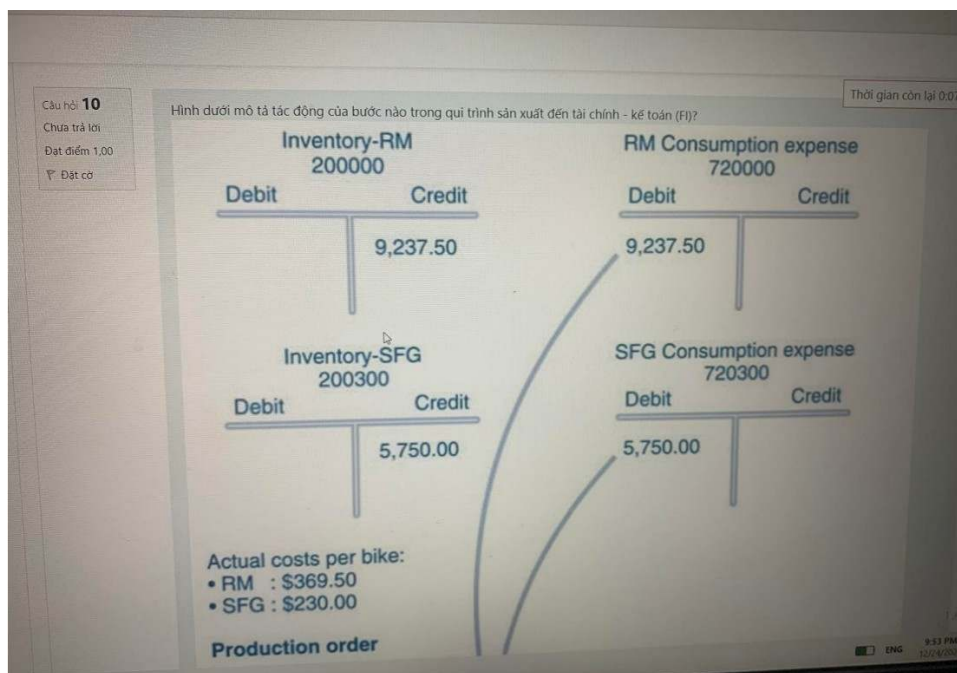 Câu hỏi 10
Chưa trả lời
Đạt điểm 1,00
Đặt cờ
Thời gian còn lại
Hình dưới mô tả tác động của bước nào trong qui trình sản xuất đến tài chính - kế toán (FI)?
Inventory-RM
200000
Debit Credit
9,237.50
RM Consumption expense
720000
Debit Credit
9,237.50
Inventory-SFG
200300
Debit Credit
5,750.00
SFG Consumption expense
720300
Debit Credit
5,750.00
Actual costs per bike:
• RM : $369.50
• SFG : $230.00
Production order
ENG
9:53 PM